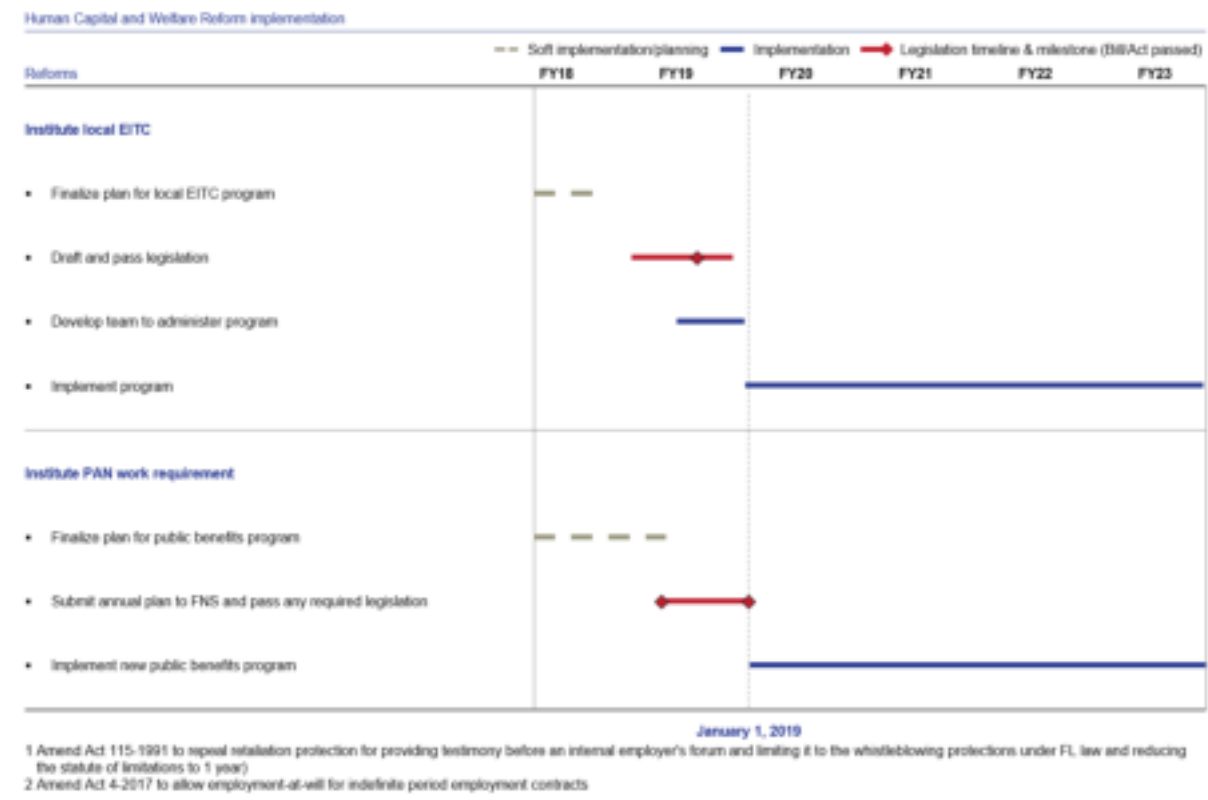 Human Capital and Welfare Reform implementation
Soft implementation/planning Implementation Legislation timeline & milestone (Bill/Act passed)
Reforms FY18 FY19 FY20 FY21 FY22 FY23
Institute local EITC
• Finalize plan for local EITC program
• Draft and pass legislation
• Develop team to administer program
• Implement program
Institute PAN work requirement
• Finalize plan for public benefits program
• Submit annual plan to FNS and pass any required legislation
• Implement new public benefits program
January 1, 2019
1 Amend Act 115-1991 to repeal retaliation protection for providing testimony before an internal employer's forum and limiting it to the whistleblowing protections under FL law and reducing
the statute of limitations to 1 year)
2 Amend Act 4-2017 to allow employment-at-will for indefinite period employment contracts